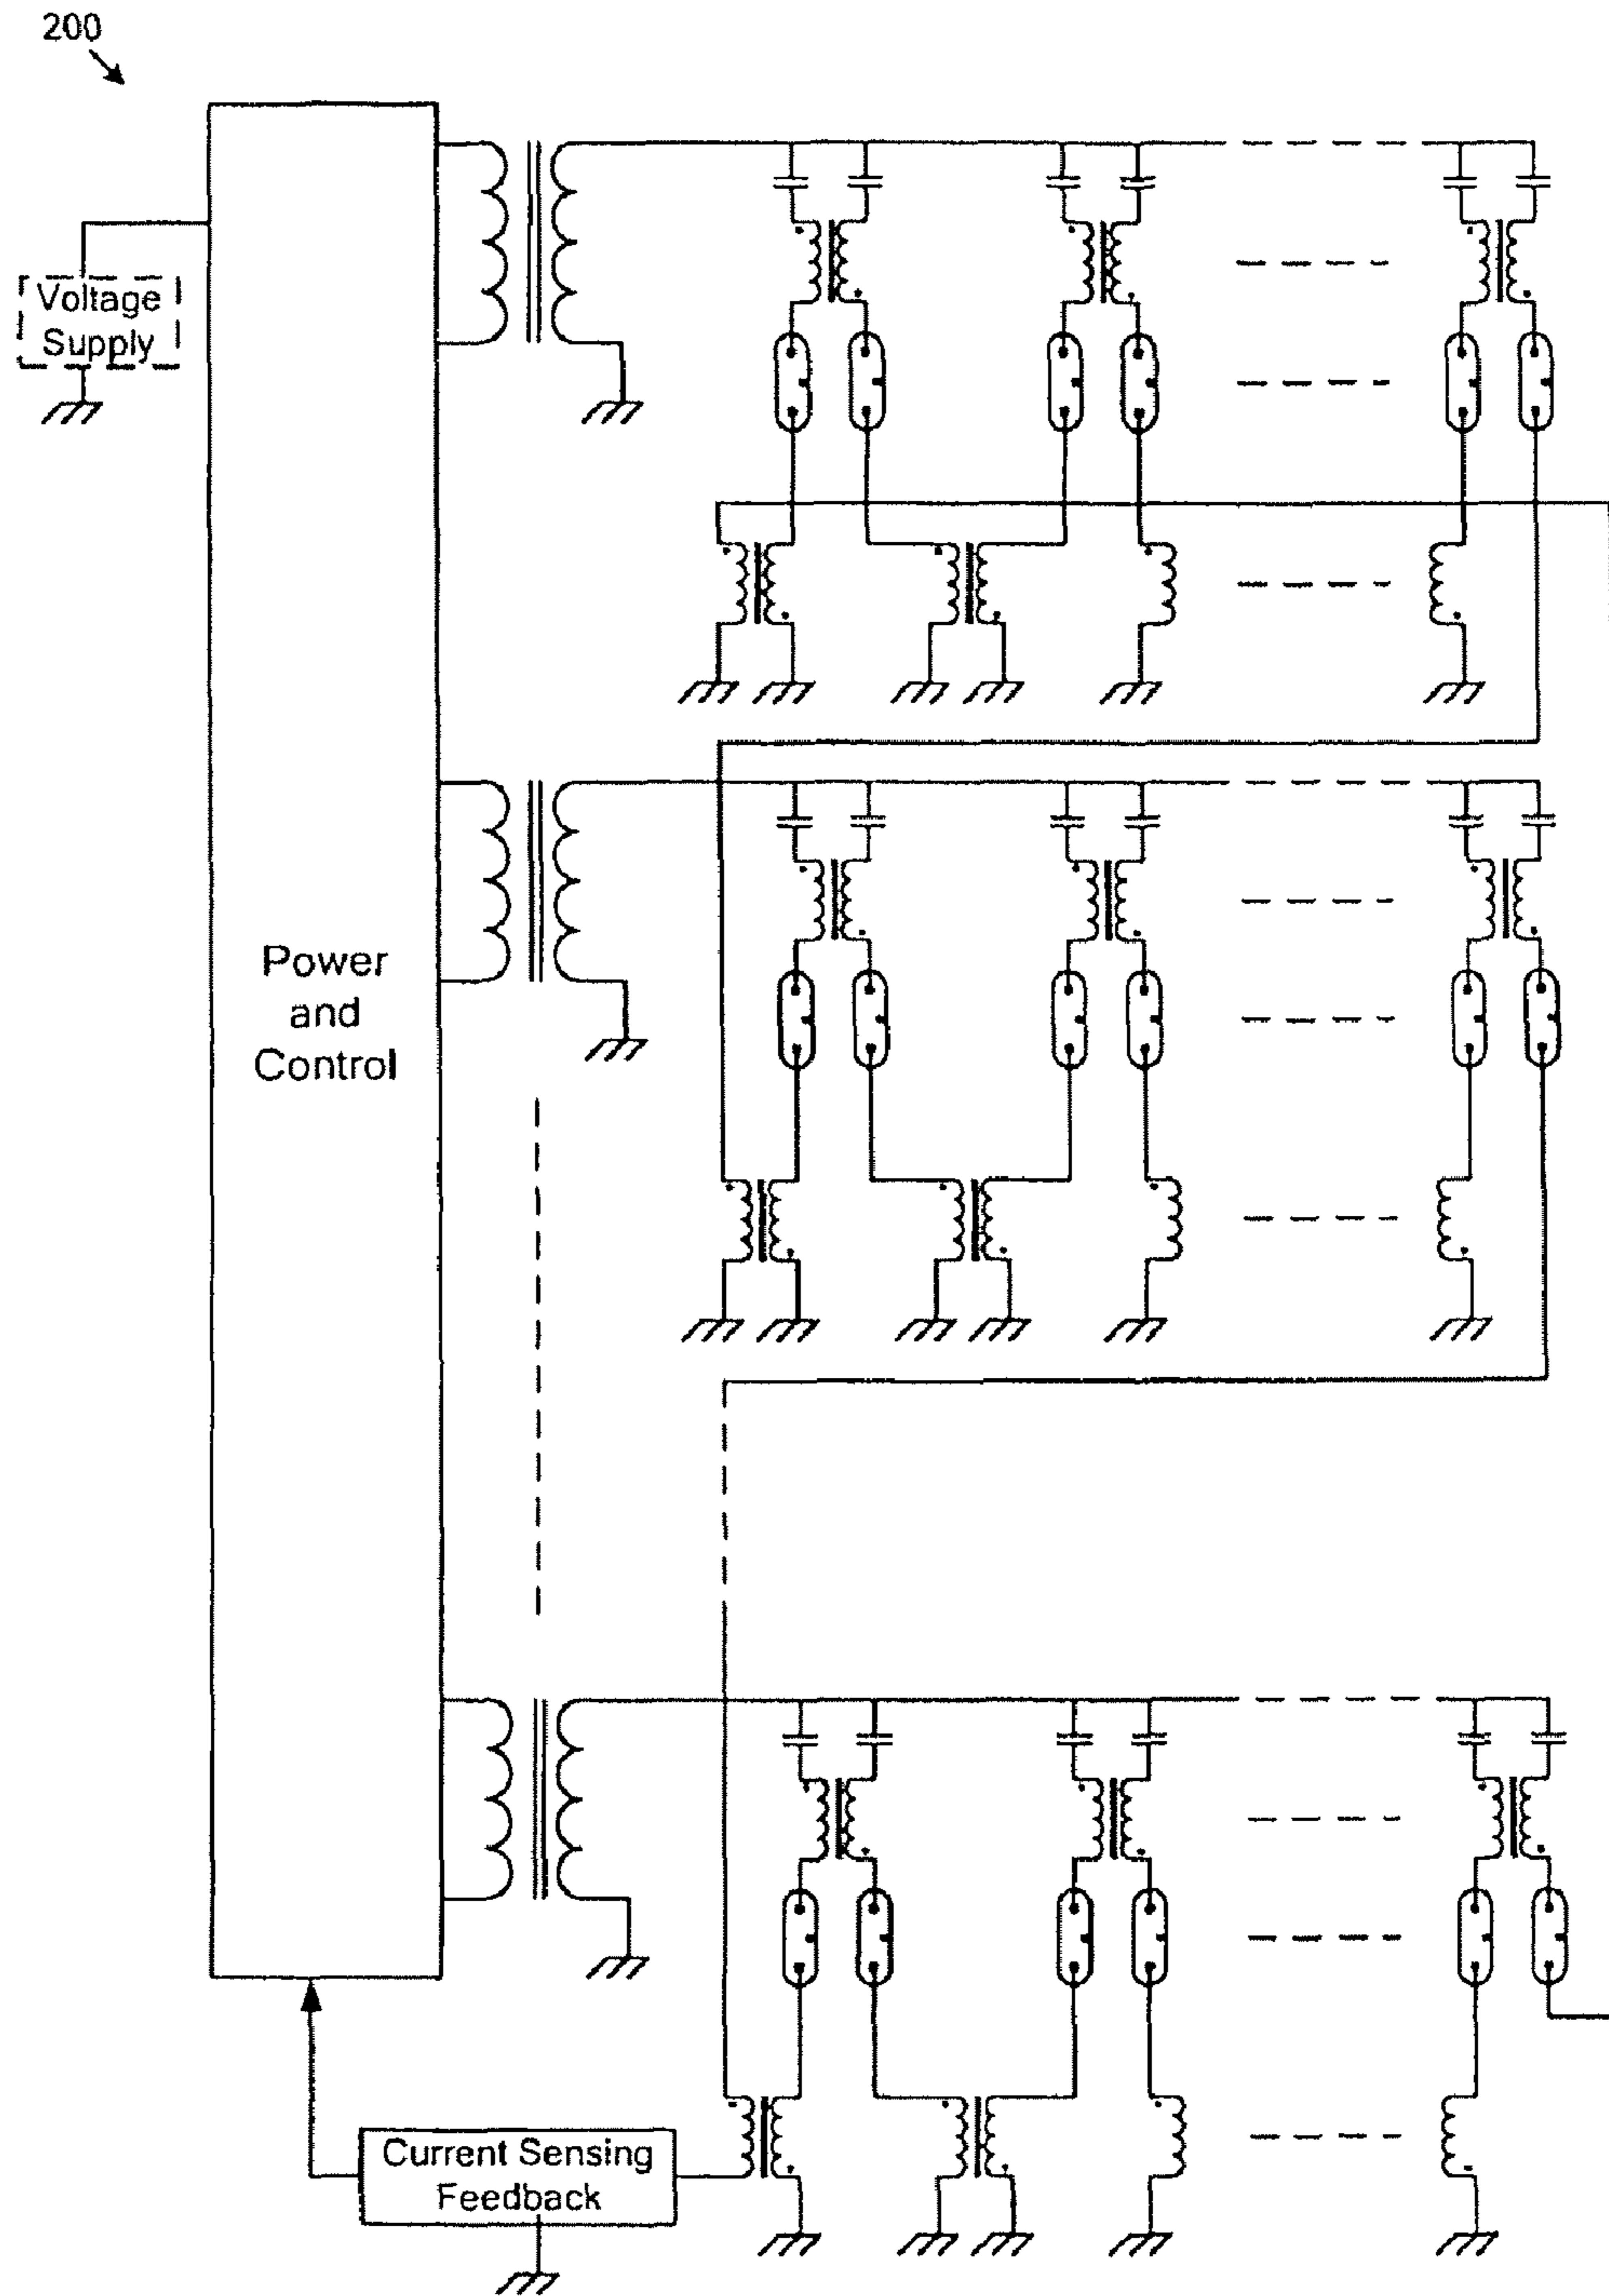 200
Voltage
Supply
Power
and
Control
Current Sensing
Feedback